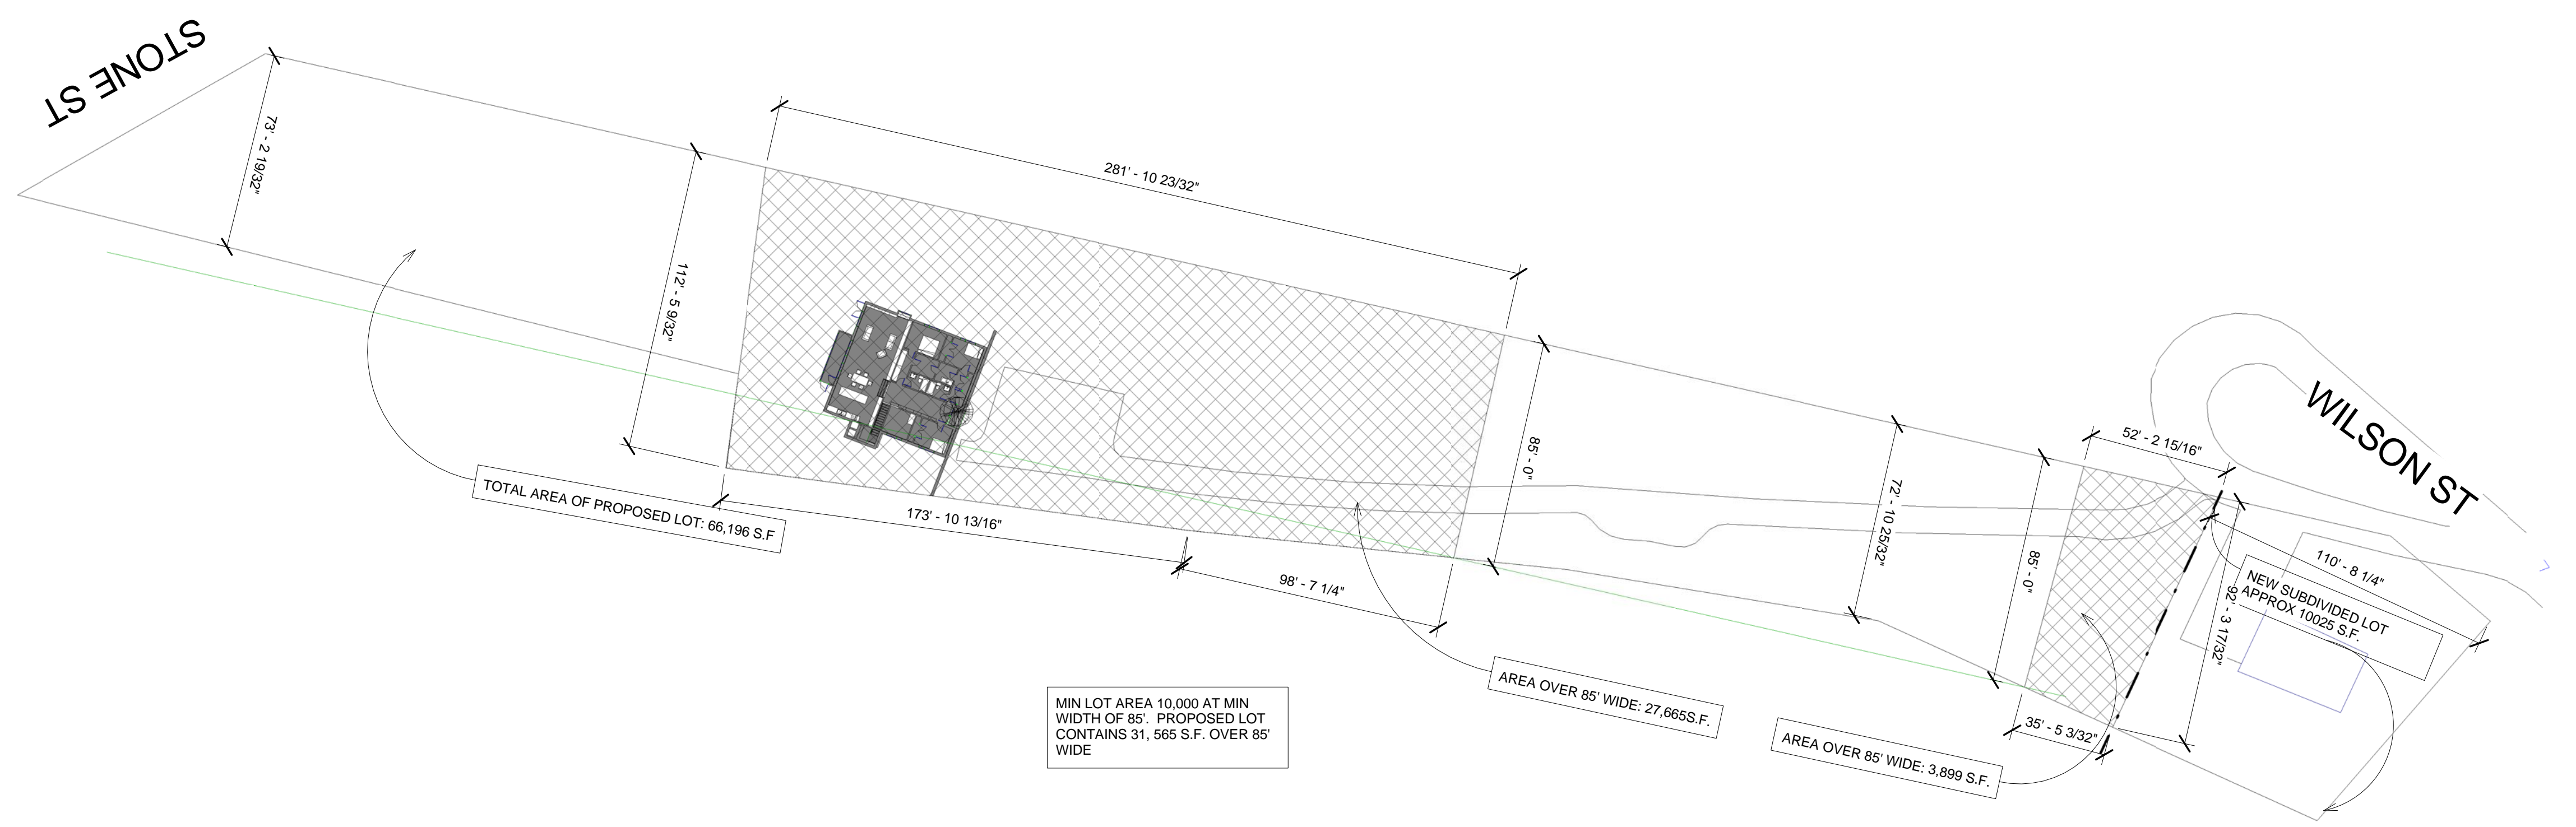 STONE ST
73' - 2 19/32"
281' - 10 23/32"
112' - 5 9/32"
TOTAL AREA OF PROPOSED LOT: 66,196 S.F
173' - 10 13/16"
98' - 7 1/4"
85' - 0"
72' - 10 25/32"
85' - 0"
52' - 2 15/16"
WILSON ST
110' - 8 1/4"
NEW SUBDIVIDED LOT
APPROX 10025 S.F.
92' - 3 17/32"
35' - 5 3/32"
AREA OVER 85' WIDE: 27,665S.F.
AREA OVER 85' WIDE: 3,899 S.F.
MIN LOT AREA 10,000 AT MIN
WIDTH OF 85'.  PROPOSED LOT
CONTAINS 31, 565 S.F. OVER 85'
WIDE